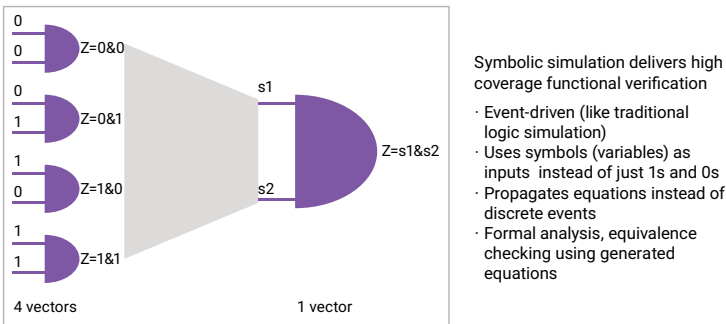 0
0
Z=0&0
0
1
Z=0&1
1
0
Z=1&0
1
1
Z=1&1
4 vectors
s1
s2
Z=s1&s2
1 vector
Symbolic simulation delivers high
coverage functional verification
· Event-driven (like traditional
logic simulation)
· Uses symbols (variables) as
inputs instead of just 1s and 0s
· Propagates equations instead of
discrete events
· Formal analysis, equivalence
checking using generated
equations